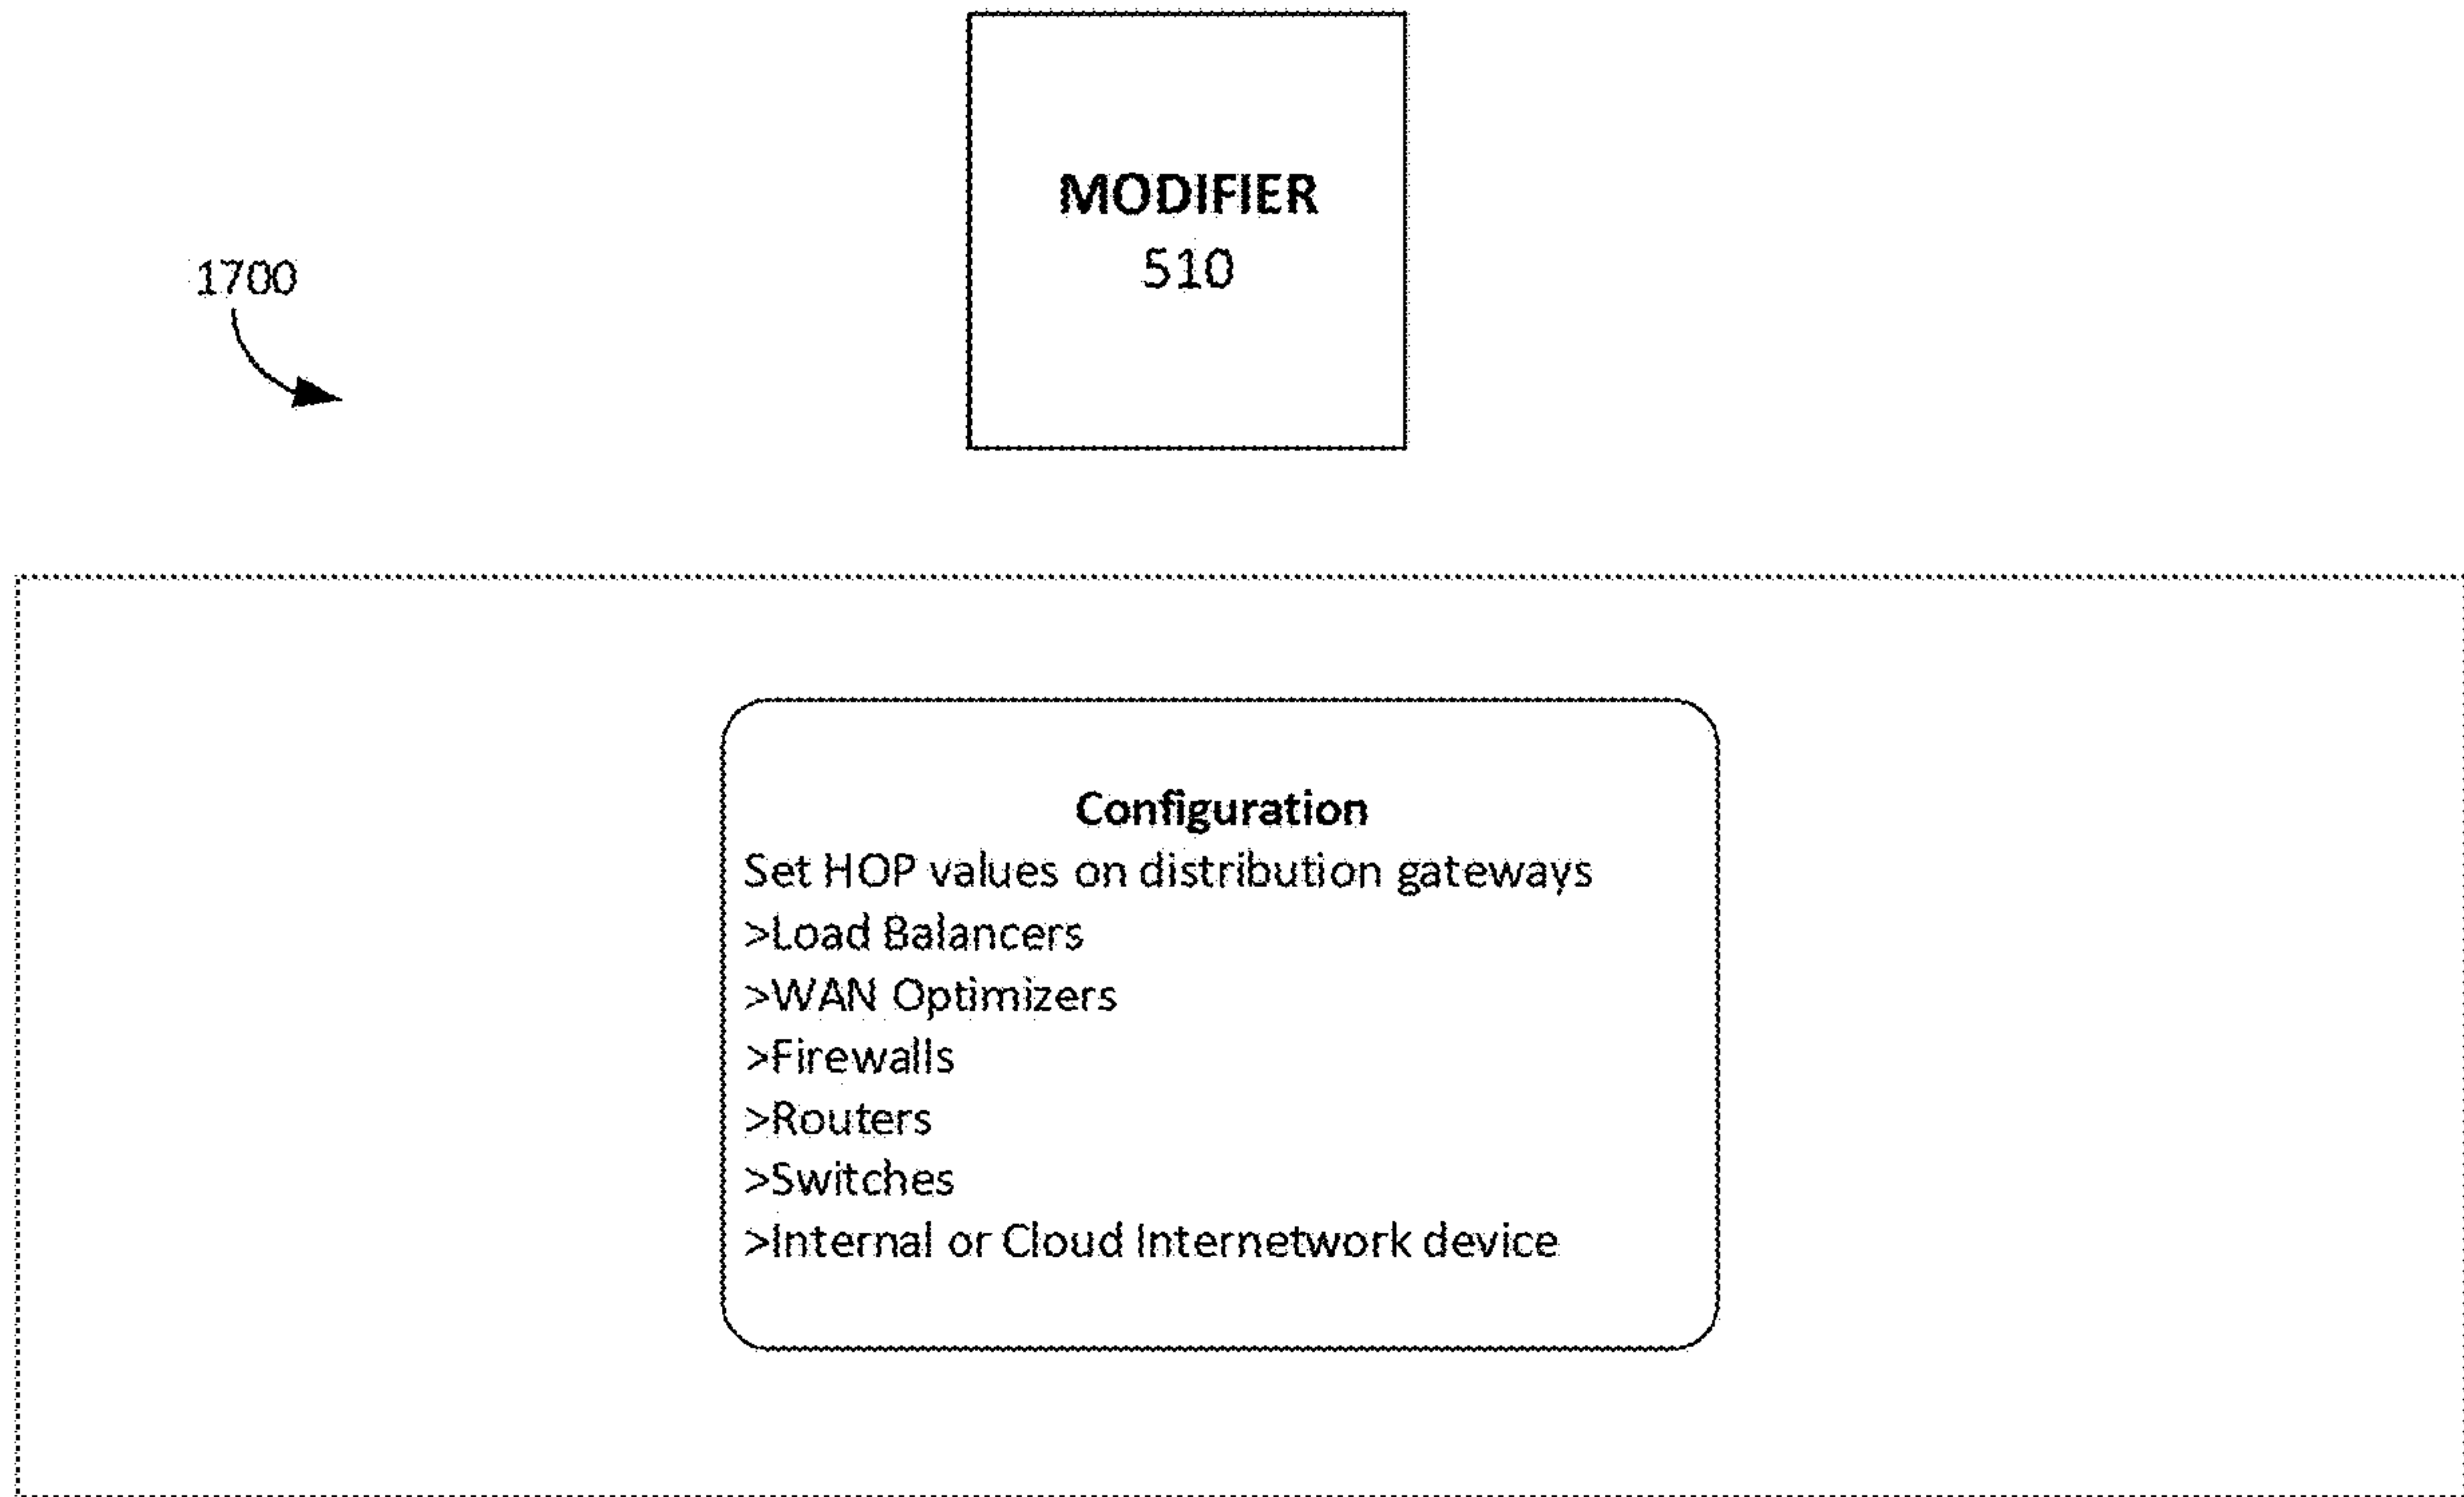 MODIFIER
510
1700
Configuration
Set HOP values on distribution gateways
>Load Balancers
>WAN Optimizers
>Firewalls
>Routers
>Switches
>Internal or Cloud Internetwork device